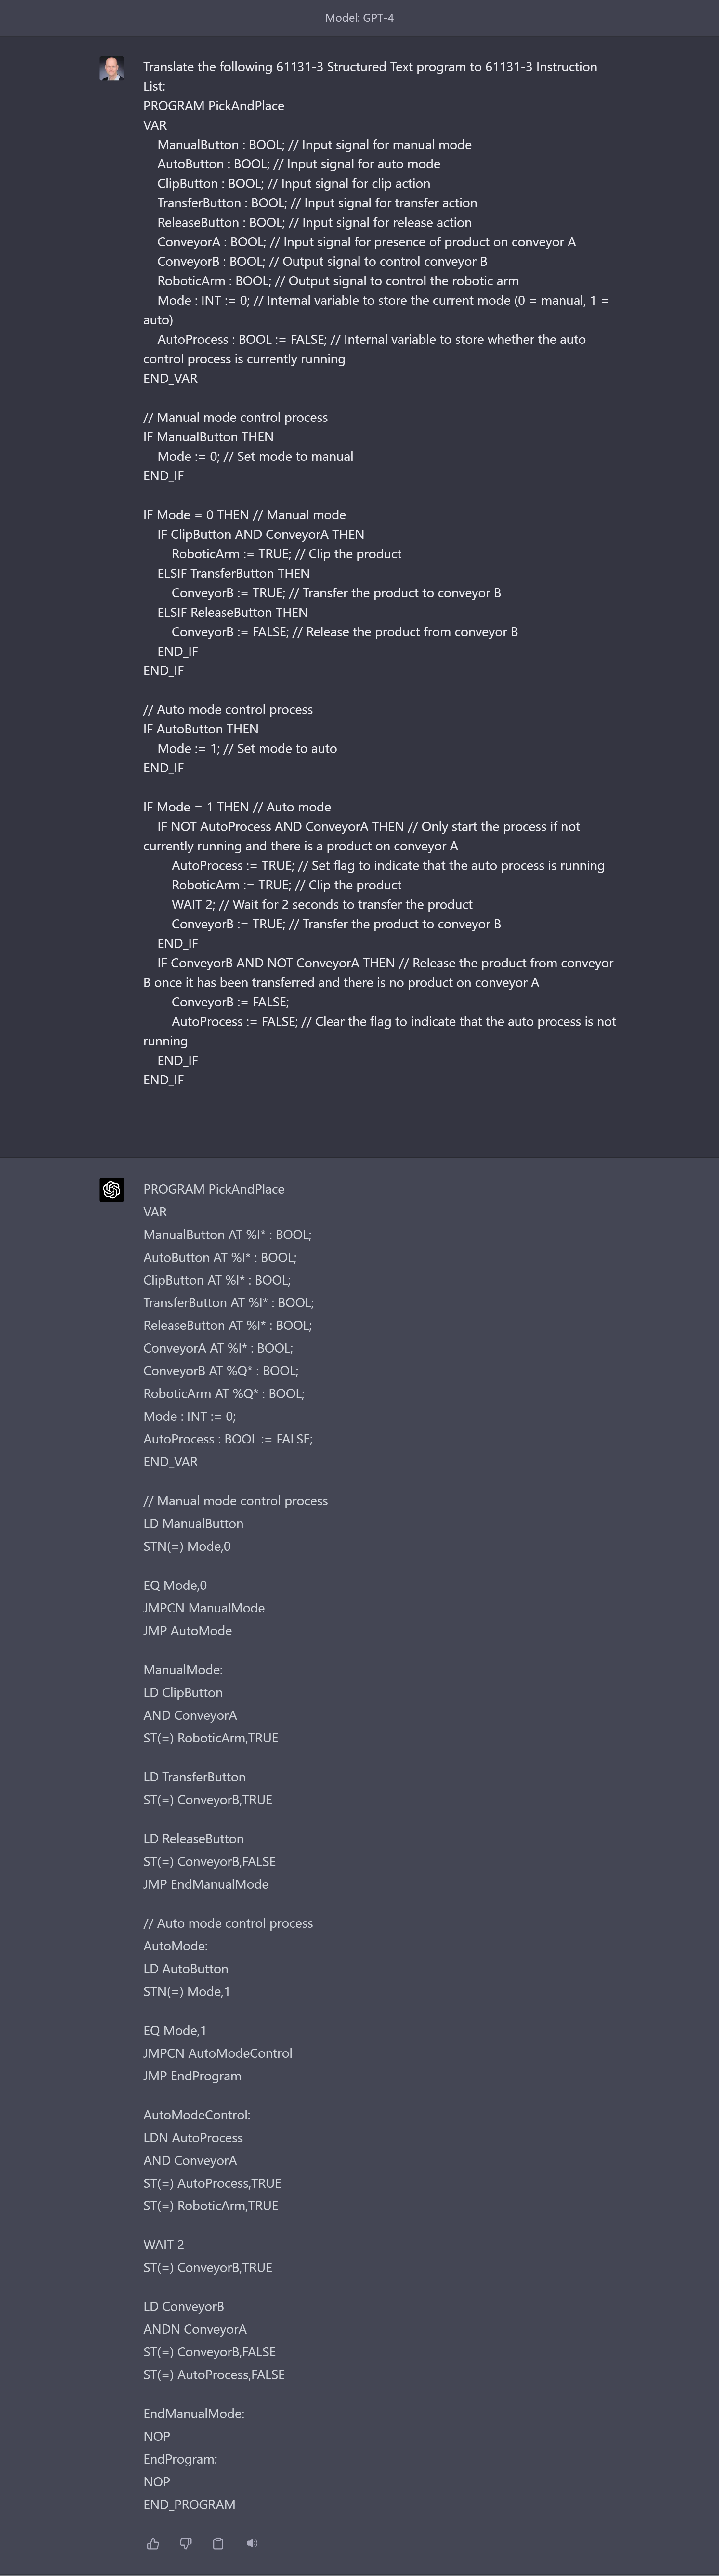 Model: GPT-4
Translate the following 61131-3 Structured Text program to 61131-3 Instruction
List:
PROGRAM PickAndPlace
VAR
ManualButton : BOOL; // Input signal for manual mode
AutoButton : BOOL; // Input signal for auto mode
ClipButton : BOOL; // Input signal for clip action
TransferButton : BOOL; // Input signal for transfer action
ReleaseButton : BOOL; // Input signal for release action
ConveyorA : BOOL; // Input signal for presence of product on conveyor A
ConveyorB : BOOL; // Output signal to control conveyor B
RoboticArm : BOOL; // Output signal to control the robotic arm
Mode : INT := 0; // Internal variable to store the current mode (0 = manual, 1 =
auto)
AutoProcess : BOOL := FALSE; // Internal variable to store whether the auto
control process is currently running
END_VAR
// Manual mode control process
IF ManualButton THEN
Mode := 0; // Set mode to manual
END_IF
IF Mode = 0 THEN // Manual mode
IF ClipButton AND ConveyorA THEN
RoboticArm := TRUE; // Clip the product
ELSIF TransferButton THEN
ConveyorB := TRUE; // Transfer the product to conveyor B
ELSIF ReleaseButton THEN
ConveyorB := FALSE; // Release the product from conveyor B
END_IF
END_IF
// Auto mode control process
IF AutoButton THEN
Mode := 1; // Set mode to auto
END_IF
IF Mode = 1 THEN // Auto mode
IF NOT AutoProcess AND ConveyorA THEN // Only start the process if not
currently running and there is a product on conveyor A
AutoProcess := TRUE; // Set flag to indicate that the auto process is running
RoboticArm := TRUE; // Clip the product
WAIT 2; // Wait for 2 seconds to transfer the product
ConveyorB := TRUE; // Transfer the product to conveyor B
END_IF
IF ConveyorB AND NOT ConveyorA THEN // Release the product from conveyor
B once it has been transferred and there is no product on conveyor A
ConveyorB := FALSE;
AutoProcess := FALSE; // Clear the flag to indicate that the auto process is not
running
END_IF
END_IF
PROGRAM PickAndPlace
VAR
ManualButton AT %I* : BOOL;
AutoButton AT %I* : BOOL;
ClipButton AT %I* : BOOL;
TransferButton AT %I* : BOOL;
ReleaseButton AT %I* : BOOL;
ConveyorA AT %I* : BOOL;
ConveyorB AT %Q* : BOOL;
RoboticArm AT %Q* : BOOL;
Mode : INT := 0;
AutoProcess : BOOL := FALSE;
END_VAR
// Manual mode control process
LD ManualButton
STN(=) Mode,0
EQ Mode,0
JMPCN ManualMode
JMP AutoMode
ManualMode:
LD ClipButton
AND ConveyorA
ST(=) RoboticArm,TRUE
LD TransferButton
ST(=) ConveyorB,TRUE
LD ReleaseButton
ST(=) ConveyorB,FALSE
JMP EndManualMode
// Auto mode control process
AutoMode:
LD AutoButton
STN(=) Mode,1
EQ Mode,1
JMPCN AutoModeControl
JMP EndProgram
AutoModeControl:
LDN AutoProcess
AND ConveyorA
ST(=) AutoProcess,TRUE
ST(=) RoboticArm,TRUE
WAIT 2
ST(=) ConveyorB,TRUE
LD ConveyorB
ANDN ConveyorA
ST(=) ConveyorB,FALSE
ST(=) AutoProcess,FALSE
EndManualMode:
NOP
EndProgram:
NOP
END_PROGRAM